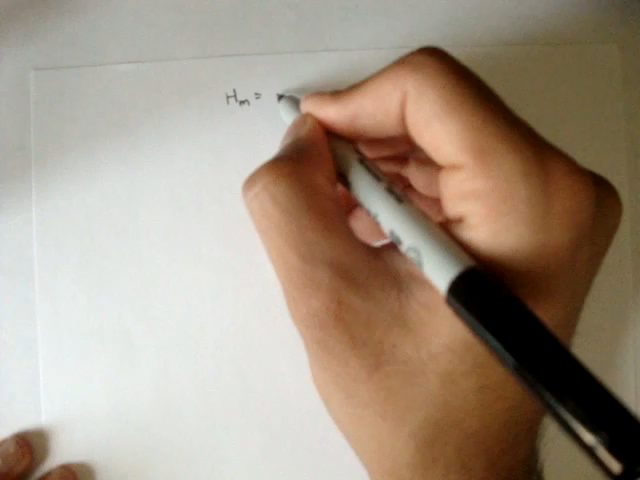 Hm =